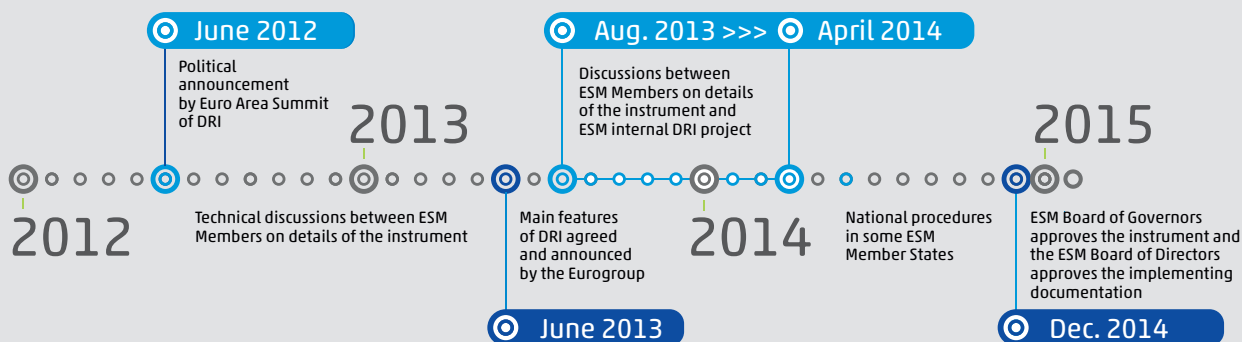 June 2012
Political
announcement
by Euro Area Summit
of DRI
Aug. 2013 >>> April 2014
Discussions between
ESM Members on details
of the instrument and
ESM internal DRI project
2013
2015
2012
Technical discussions between ESM
Members on details of the instrument
Main features
of DRI agreed
and announced
by the Eurogroup
2014
National procedures
in some ESM
Member States
ESM Board of Governors
approves the instrument and
the ESM Board of Directors
approves the implementing
documentation
June 2013
Dec. 2014